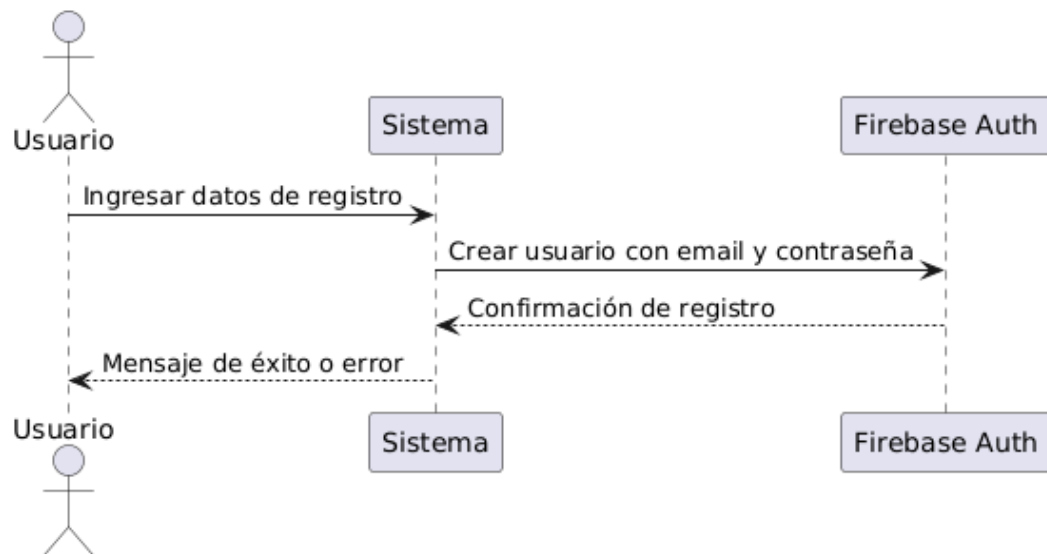 Usuario
Sistema
Firebase Auth
Ingresar datos de registro
Crear usuario con email y contraseña
Confirmación de registro
Mensaje de éxito o error
Usuario
Sistema
Firebase Auth